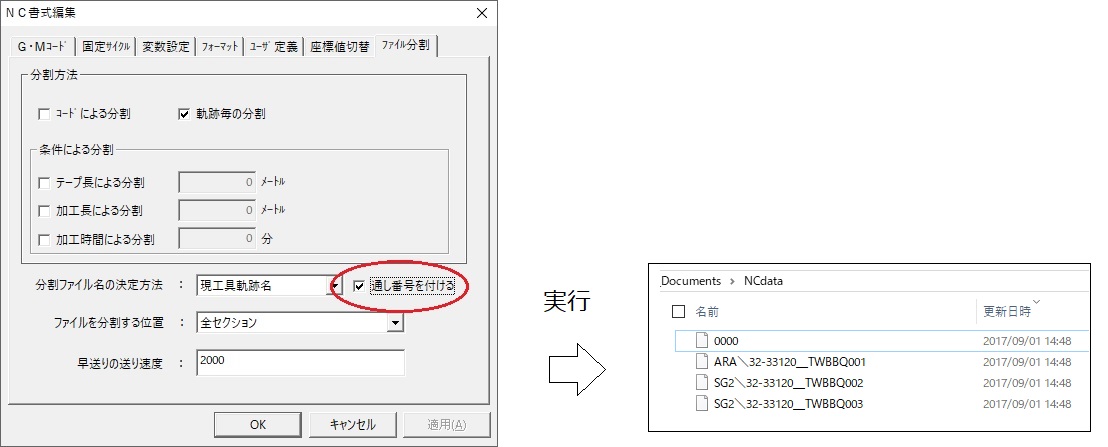 ＮＣ書式編集
G・Mｺｰﾄﾞ 固定ｻｲｸﾙ 変数設定 ﾌｫｰﾏｯﾄ ﾕｰｻﾞ定義 座標値切替 ﾌｧｲﾙ分割
分割方法
ｺｰﾄﾞによる分割 軌跡毎の分割
条件による分割
テープ長による分割 0 ﾒｰﾄﾙ
加工長による分割 0 ﾒｰﾄﾙ
加工時間による分割 0 分
分割ファイル名の決定方法 ： 現工具軌跡名 通し番号を付ける
ファイルを分割する位置 ： 全セクション
早送りの送り速度 ： 2000
OK キャンセル 適用(A)
実行
Documents > NCdata
名前 更新日時
0000 2017/09/01 14:48
ARA＼32-33120__TWBBQ001 2017/09/01 14:48
SG2＼32-33120__TWBBQ002 2017/09/01 14:48
SG2＼32-33120__TWBBQ003 2017/09/01 14:48